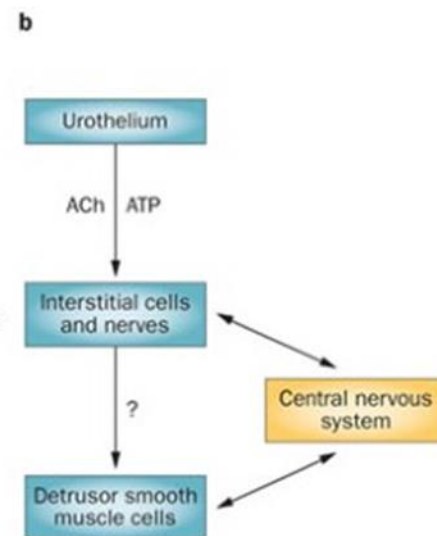 b
Urothelium
ACh ATP
Interstitial cells
and nerves
?
Central nervous
system
Detrusor smooth
muscle cells